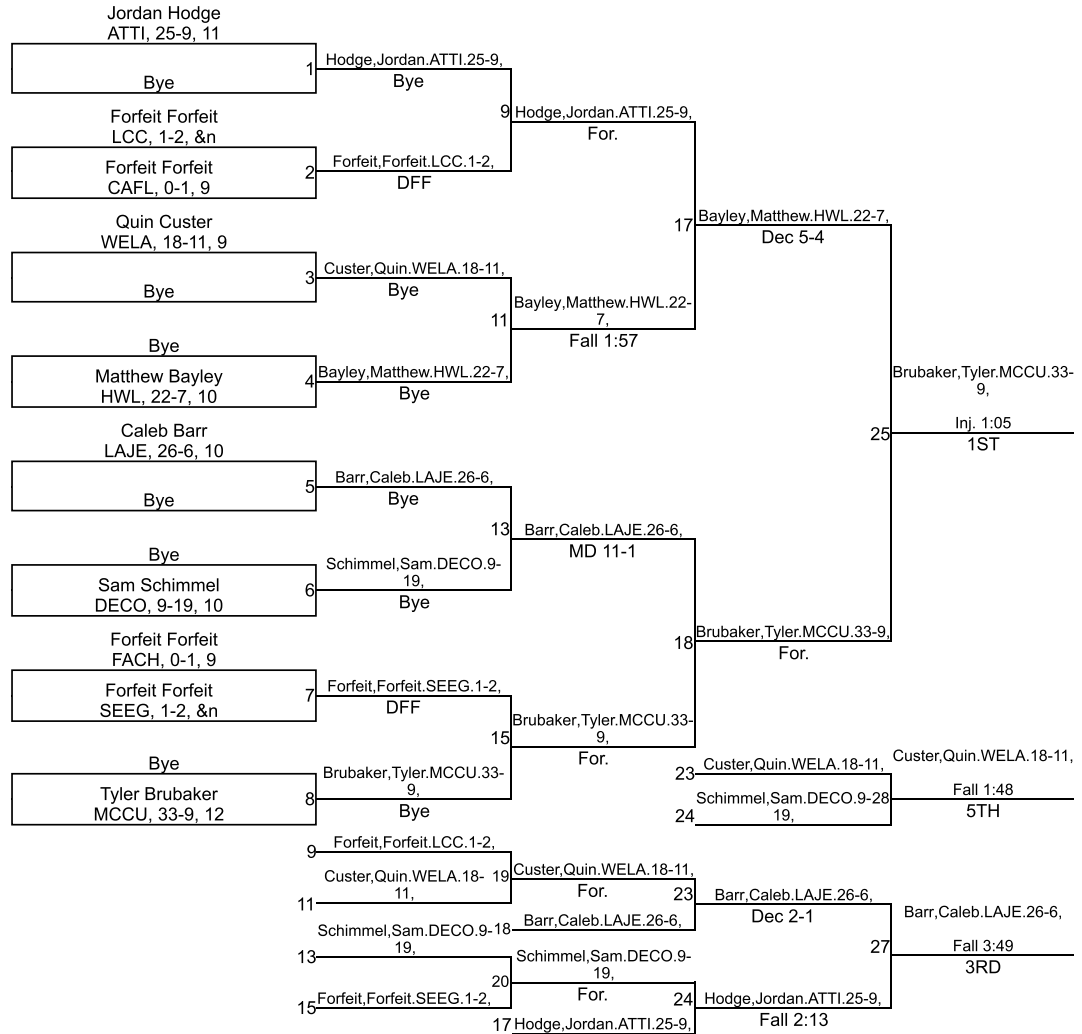 Jordan Hodge
ATTI, 25-9, 11
Bye
1
Hodge,Jordan.ATTI.25-9,
Bye
Forfeit Forfeit
LCC, 1-2, &n
Forfeit Forfeit
CAFL, 0-1, 9
2
Forfeit,Forfeit.LCC.1-2,
DFF
9
Hodge,Jordan.ATTI.25-9,
For.
Quin Custer
WELA, 18-11, 9
Bye
3
Custer,Quin.WELA.18-11,
Bye
Bye
Matthew Bayley
HWL, 22-7, 10
4
Bayley,Matthew.HWL.22-7,
Bye
11
Bayley,Matthew.HWL.22-
7,
Fall 1:57
17
Bayley,Matthew.HWL.22-7,
Dec 5-4
Caleb Barr
LAJE, 26-6, 10
Bye
5
Barr,Caleb.LAJE.26-6,
Bye
Bye
Sam Schimmel
DECO, 9-19, 10
6
Schimmel,Sam.DECO.9-
19,
Bye
13
Barr,Caleb.LAJE.26-6,
MD 11-1
Forfeit Forfeit
FACH, 0-1, 9
Forfeit Forfeit
SEEG, 1-2, &n
7
Forfeit,Forfeit.SEEG.1-2,
DFF
Bye
Tyler Brubaker
MCCU, 33-9, 12
8
Brubaker,Tyler.MCCU.33-
9,
Bye
15
Brubaker,Tyler.MCCU.33-
9,
For.
18
Brubaker,Tyler.MCCU.33-9,
For.
25
Brubaker,Tyler.MCCU.33-
9,
Inj. 1:05
1ST
23
Custer,Quin.WELA.18-11,
24
Schimmel,Sam.DECO.9-28
19,
Custer,Quin.WELA.18-11,
Fall 1:48
5TH
9
Forfeit,Forfeit.LCC.1-2,
11
Custer,Quin.WELA.18-
11,
19
Custer,Quin.WELA.18-11,
For.
18
Barr,Caleb.LAJE.26-6,
23
Barr,Caleb.LAJE.26-6,
Dec 2-1
13
Schimmel,Sam.DECO.9-
19,
15
Forfeit,Forfeit.SEEG.1-2,
20
Schimmel,Sam.DECO.9-
19,
For.
17
Hodge,Jordan.ATTI.25-9,
24
Hodge,Jordan.ATTI.25-9,
Fall 2:13
27
Barr,Caleb.LAJE.26-6,
Fall 3:49
3RD